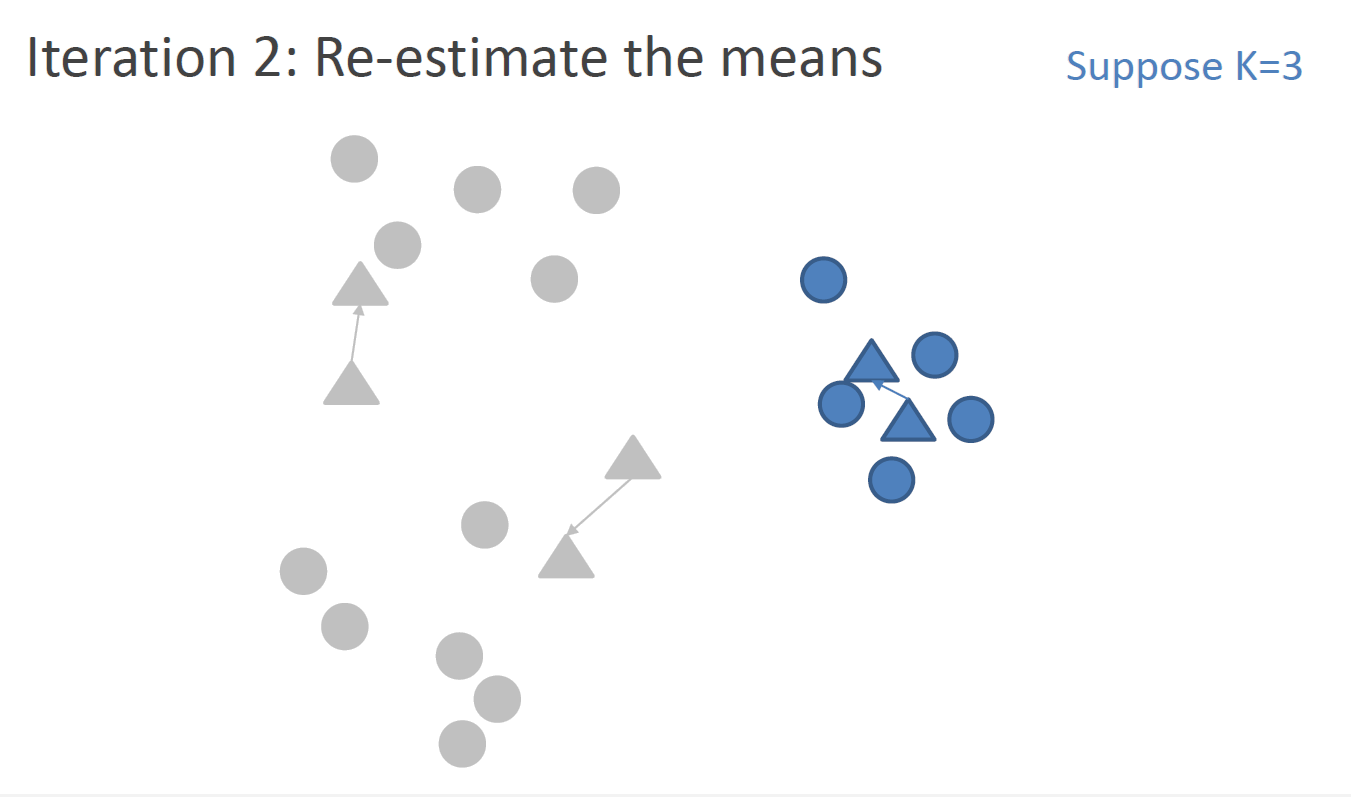 Iteration 2: Re-estimate the means
Suppose K=3